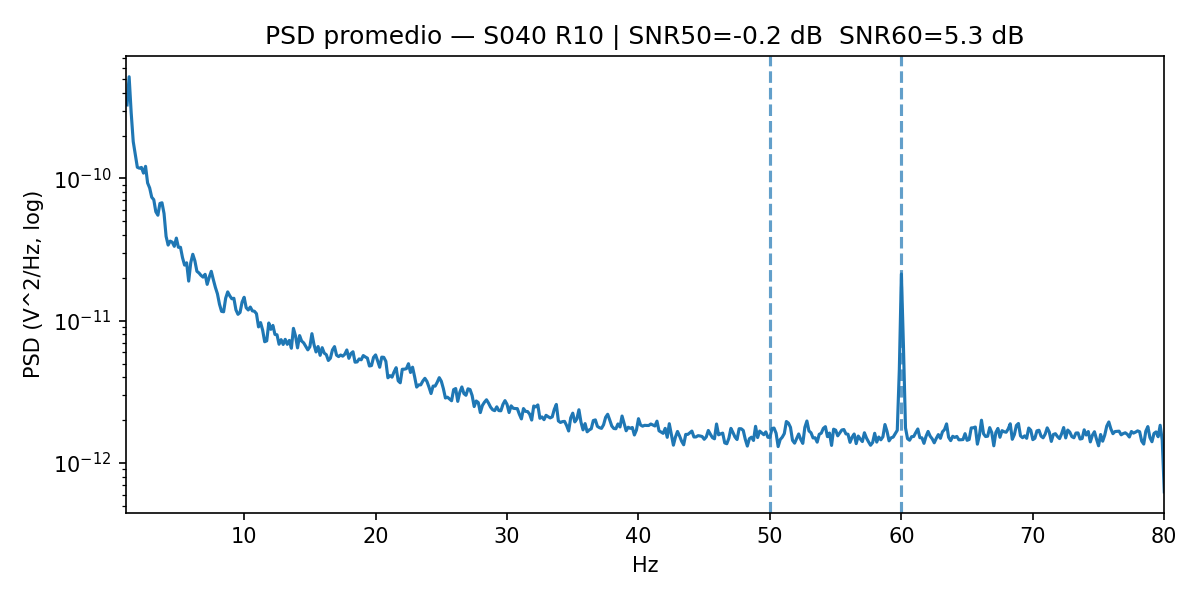 PSD promedio — S040 R10 | SNR50=-0.2 dB  SNR60=5.3 dB
PSD (V^2/Hz, log)
10⁻¹⁰
10⁻¹¹
10⁻¹²
10 20 30 40 50 60 70 80
Hz